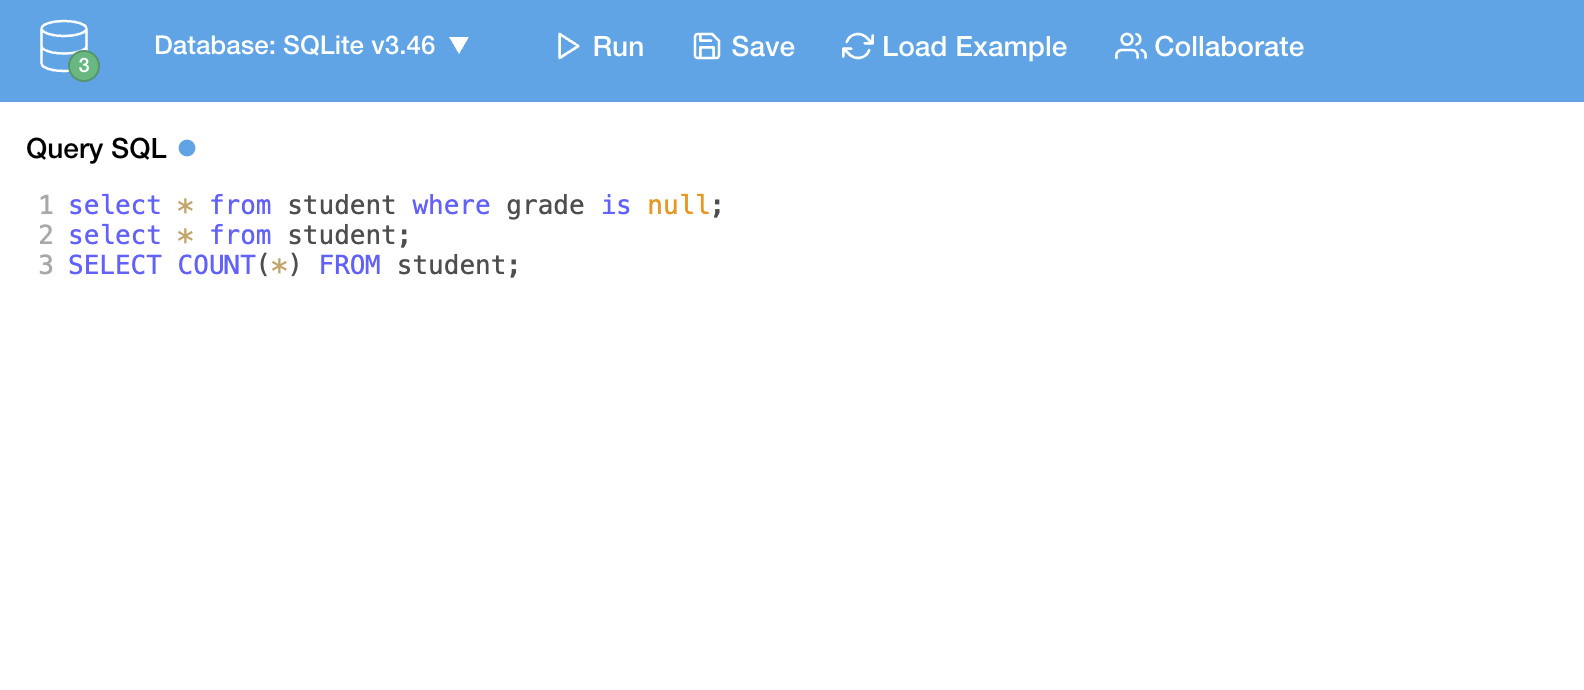 3
Database: SQLite v3.46 ▼
Run
Save
Load Example
Collaborate
Query SQL
1 select * from student where grade is null;
2 select * from student;
3 SELECT COUNT(*) FROM student;